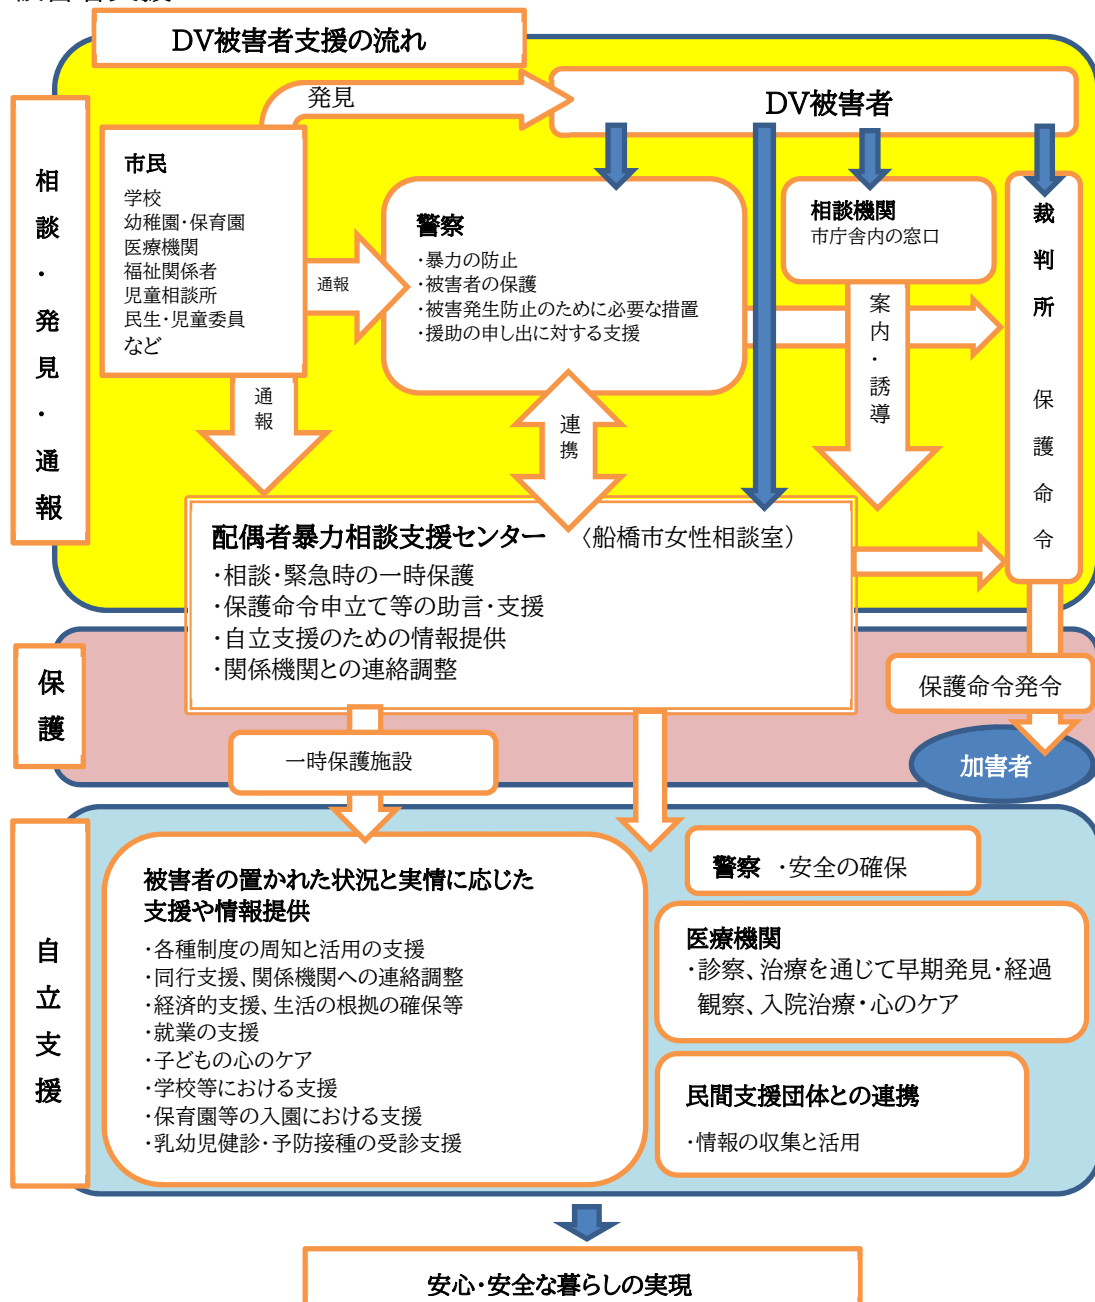 DV被害者支援の流れ
相談・発見・通報
発見
DV被害者
市民
学校
幼稚園・保育園
医療機関
福祉関係者
児童相談所
民生・児童委員
など
通報
警察
・暴力の防止
・被害者の保護
・被害発生防止のために必要な措置
・援助の申し出に対する支援
相談機関
市庁舎内の窓口
裁判所 保護命令
通報
連携
案内・誘導
配偶者暴力相談支援センター 〈船橋市女性相談室〉
・相談・緊急時の一時保護
・保護命令申立て等の助言・支援
・自立支援のための情報提供
・関係機関との連絡調整
保護
保護命令発令
一時保護施設
加害者
自立支援
被害者の置かれた状況と実情に応じた
支援や情報提供
・各種制度の周知と活用の支援
・同行支援、関係機関への連絡調整
・経済的支援、生活の根拠の確保等
・就業の支援
・子どもの心のケア
・学校等における支援
・保育園等の入園における支援
・乳幼児健診・予防接種の受診支援
警察 ・安全の確保
医療機関
・診察、治療を通じて早期発見・経過
観察、入院治療・心のケア
民間支援団体との連携
・情報の収集と活用
安心・安全な暮らしの実現